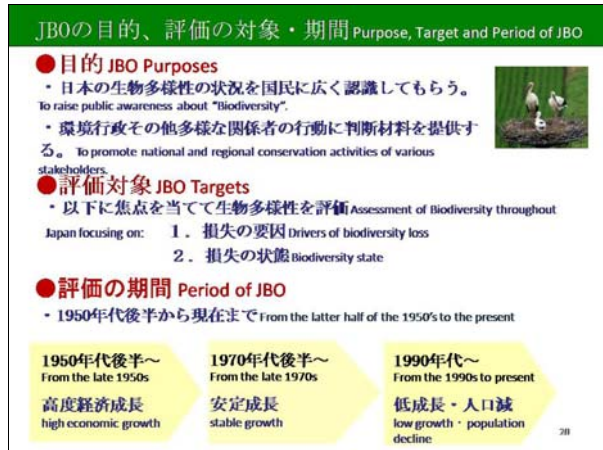 JBOの目的、評価の対象・期間 Purpose, Target and Period of JBO
●目的 JBO Purposes
・日本の生物多様性の状況を国民に広く認識してもらう。
To raise public awareness about "Biodiversity".
・環境行政その他多様な関係者の行動に判断材料を提供す
る。 To promote national and regional conservation activities of various
stakeholders.
●評価対象 JBO Targets
・以下に焦点を当てて生物多様性を評価 Assessment of Biodiversity throughout
Japan focusing on: 1．損失の要因 Drivers of biodiversity loss
2．損失の状態 Biodiversity state
●評価の期間 Period of JBO
・1950年代後半から現在まで From the latter half of the 1950's to the present
1950年代後半～
From the late 1950s
高度経済成長
high economic growth
1970年代後半～
From the late 1970s
安定成長
stable growth
1990年代～
From the 1990s to present
低成長・人口減
low growth・population
decline
28